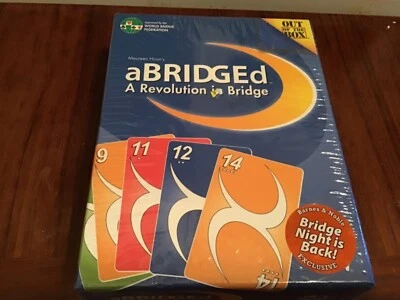 Approved by the
WORLD BRIDGE
FEDERATION
OUT
OF THE
BOX!
Maureen Hiron's
aBRIDGEd
A Revolution in Bridge
9
11
12
14
14
Barnes & Noble
Bridge
Night is
Back!
EXCLUSIVE